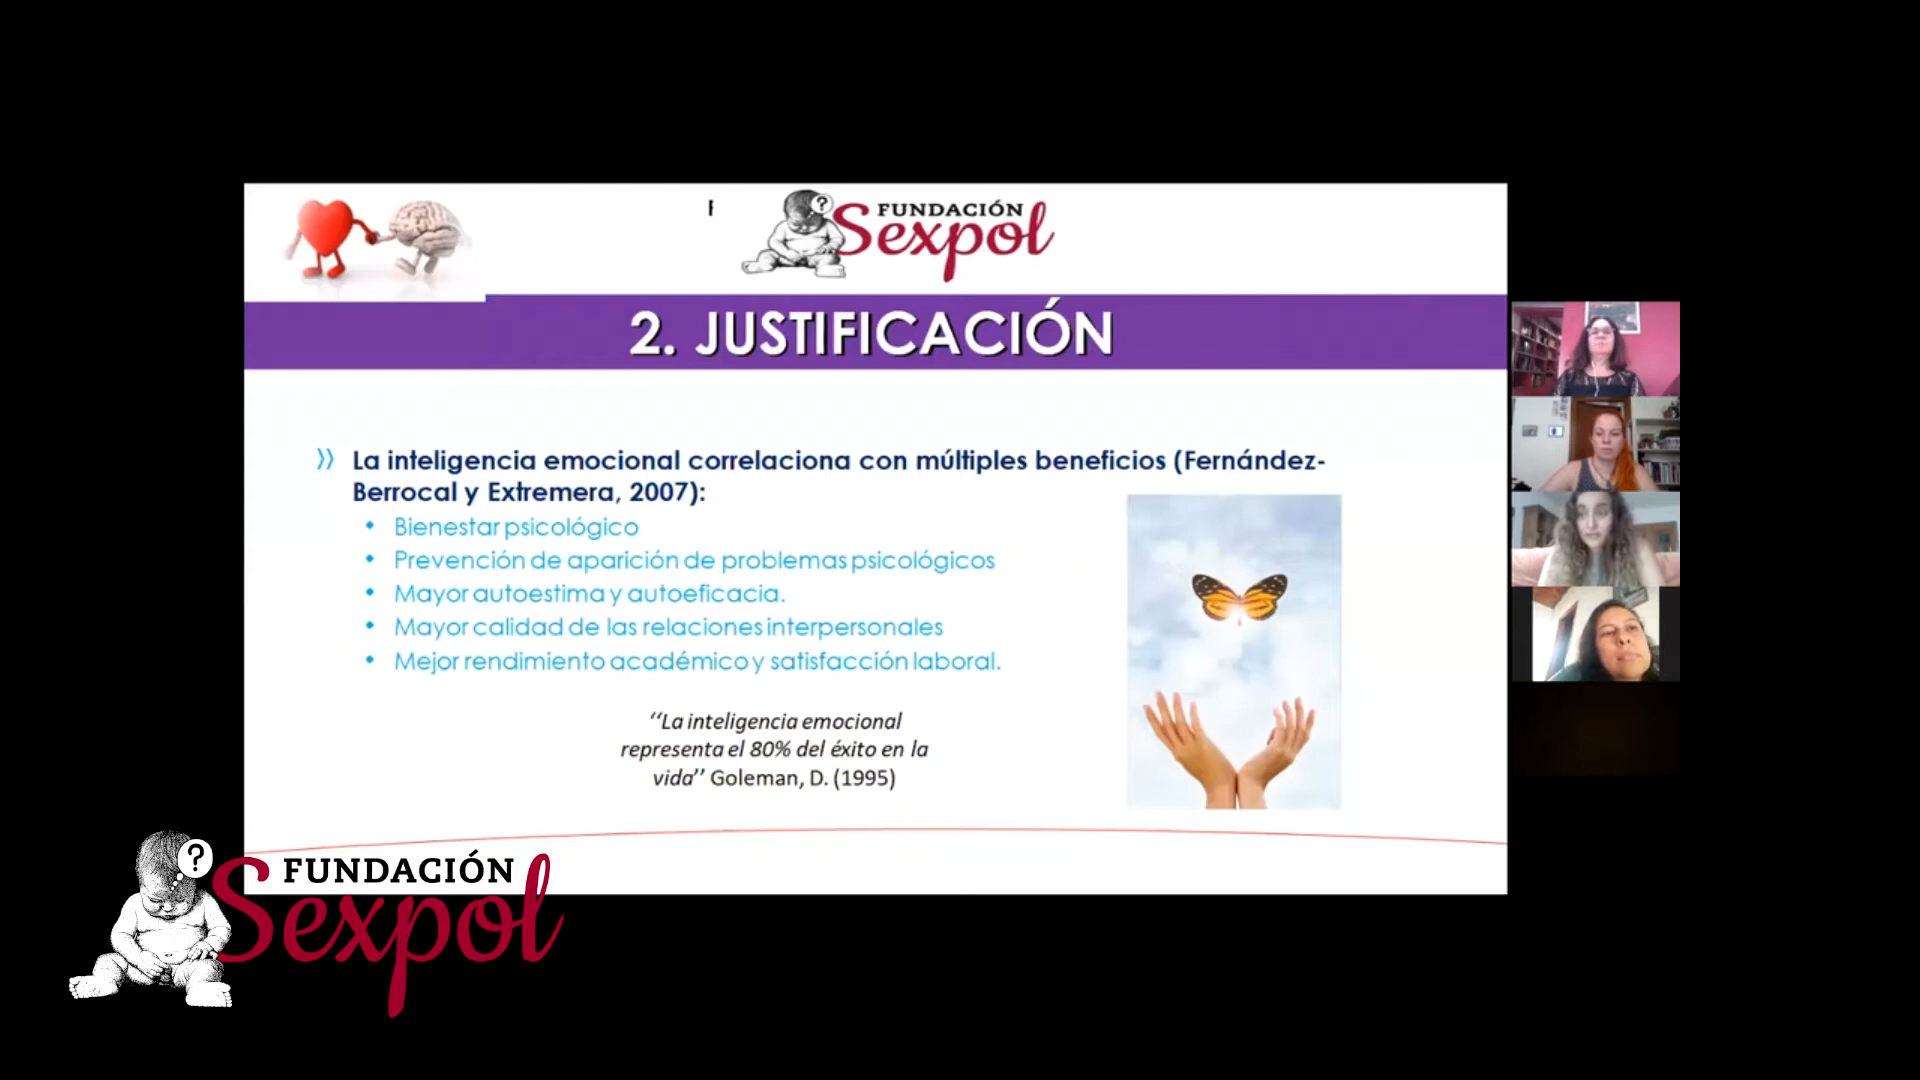 F
?
FUNDACIÓN
Sexpol
2. JUSTIFICACIÓN
La inteligencia emocional correlaciona con múltiples beneficios (Fernández-
Berrocal y Extremera, 2007):
• Bienestar psicológico
• Prevención de aparición de problemas psicológicos
• Mayor autoestima y autoeficacia.
• Mayor calidad de las relaciones interpersonales
• Mejor rendimiento académico y satisfacción laboral.
‘‘La inteligencia emocional
representa el 80% del éxito en la
vida’’ Goleman, D. (1995)
?
FUNDACIÓN
Sexpol